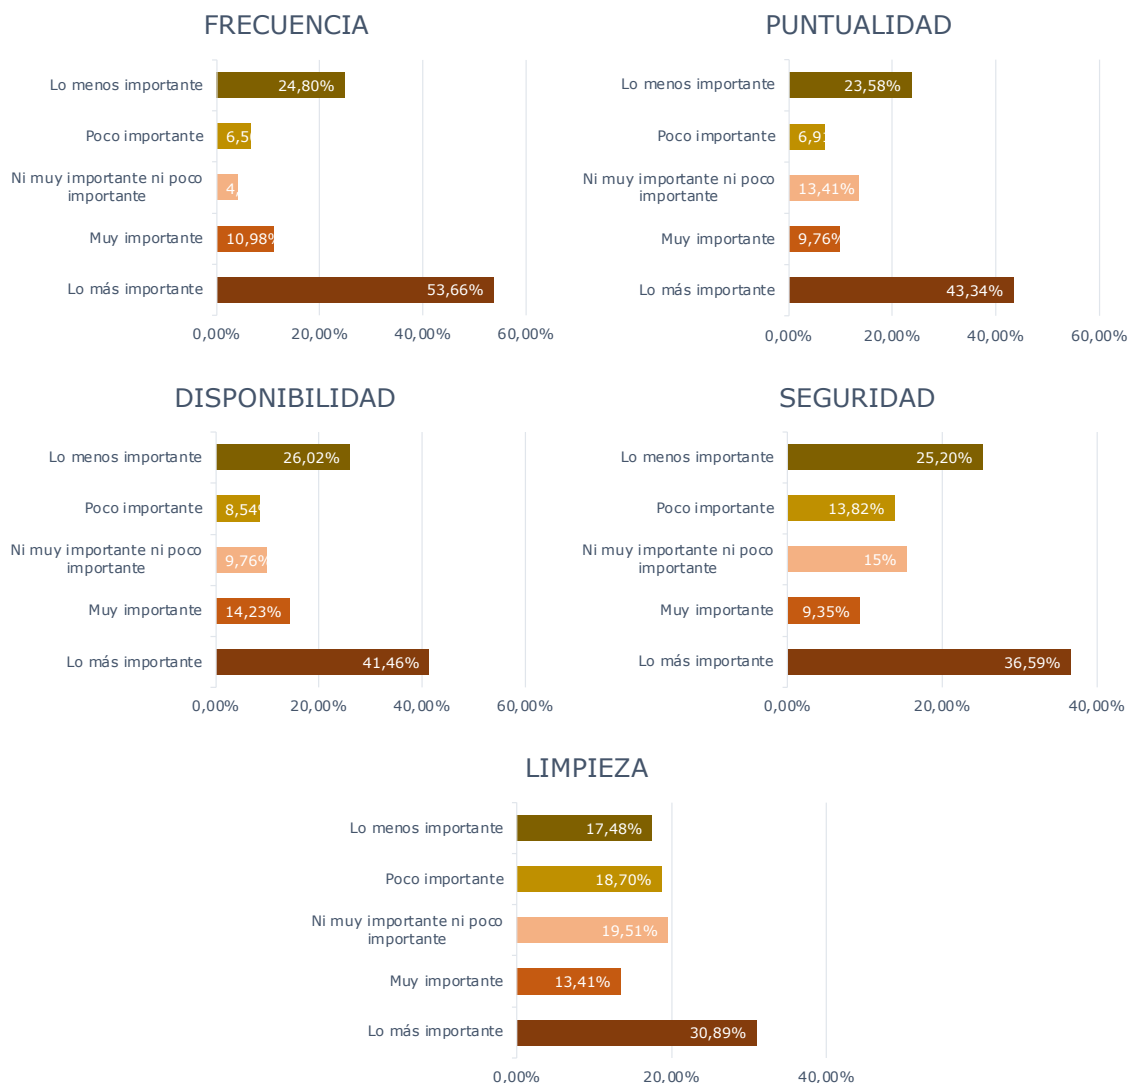 FRECUENCIA
Lo menos importante
24,80%
Poco importante
Ni muy importante ni poco
importante
Muy importante
10,98%
Lo más importante
53,66%
0,00%
20,00%
40,00%
60,00%
PUNTUALIDAD
Lo menos importante
23,58%
Poco importante
6,91
Ni muy importante ni poco
importante
13,41%
Muy importante
9,76%
Lo más importante
43,34%
0,00%
20,00%
40,00%
60,00%
DISPONIBILIDAD
Lo menos importante
26,02%
Poco importante
8,54%
Ni muy importante ni poco
importante
9,76%
Muy importante
14,23%
Lo más importante
41,46%
0,00%
20,00%
40,00%
60,00%
SEGURIDAD
Lo menos importante
25,20%
Poco importante
13,82%
Ni muy importante ni poco
importante
15%
Muy importante
9,35%
Lo más importante
36,59%
0,00%
20,00%
40,00%
LIMPIEZA
Lo menos importante
17,48%
Poco importante
18,70%
Ni muy importante ni poco
importante
19,51%
Muy importante
13,41%
Lo más importante
30,89%
0,00%
20,00%
40,00%